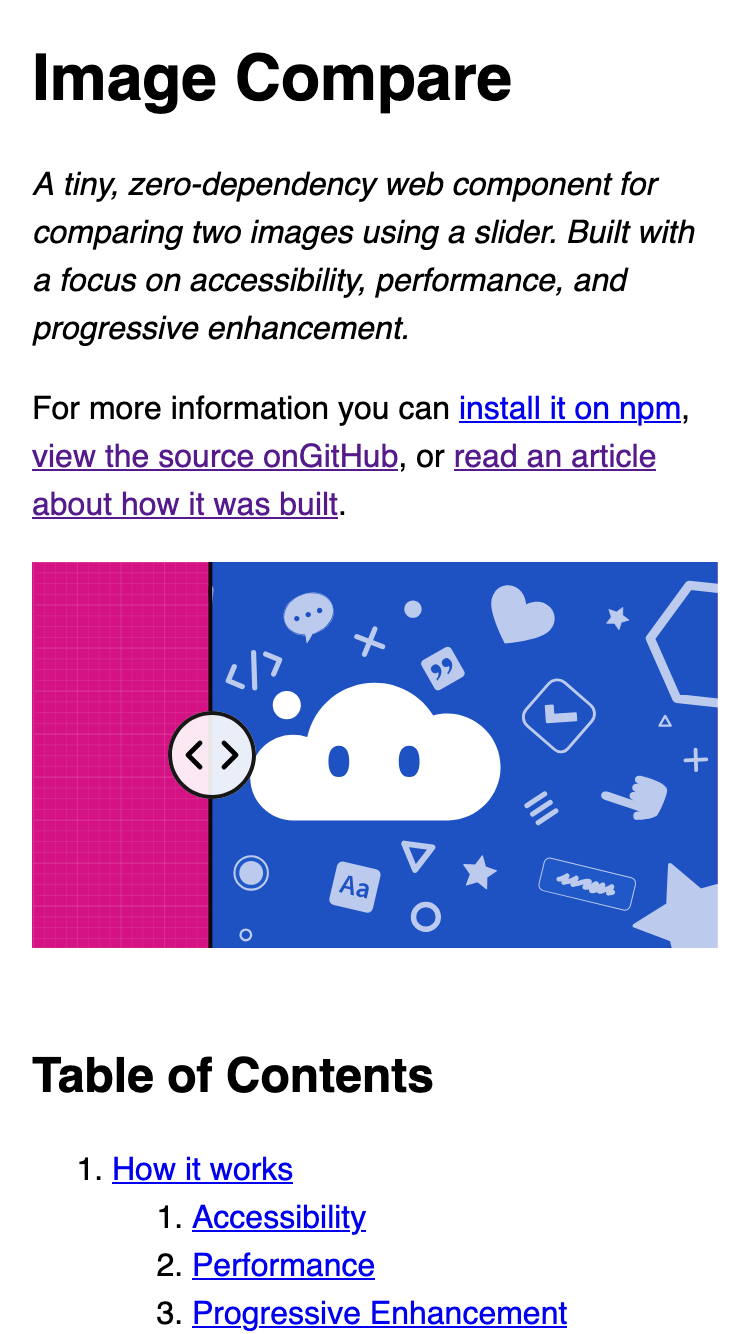 Image Compare
A tiny, zero-dependency web component for
comparing two images using a slider. Built with
a focus on accessibility, performance, and
progressive enhancement.
For more information you can install it on npm,
view the source onGitHub, or read an article
about how it was built.
</>
Aa
Table of Contents
1. How it works
1. Accessibility
2. Performance
3. Progressive Enhancement